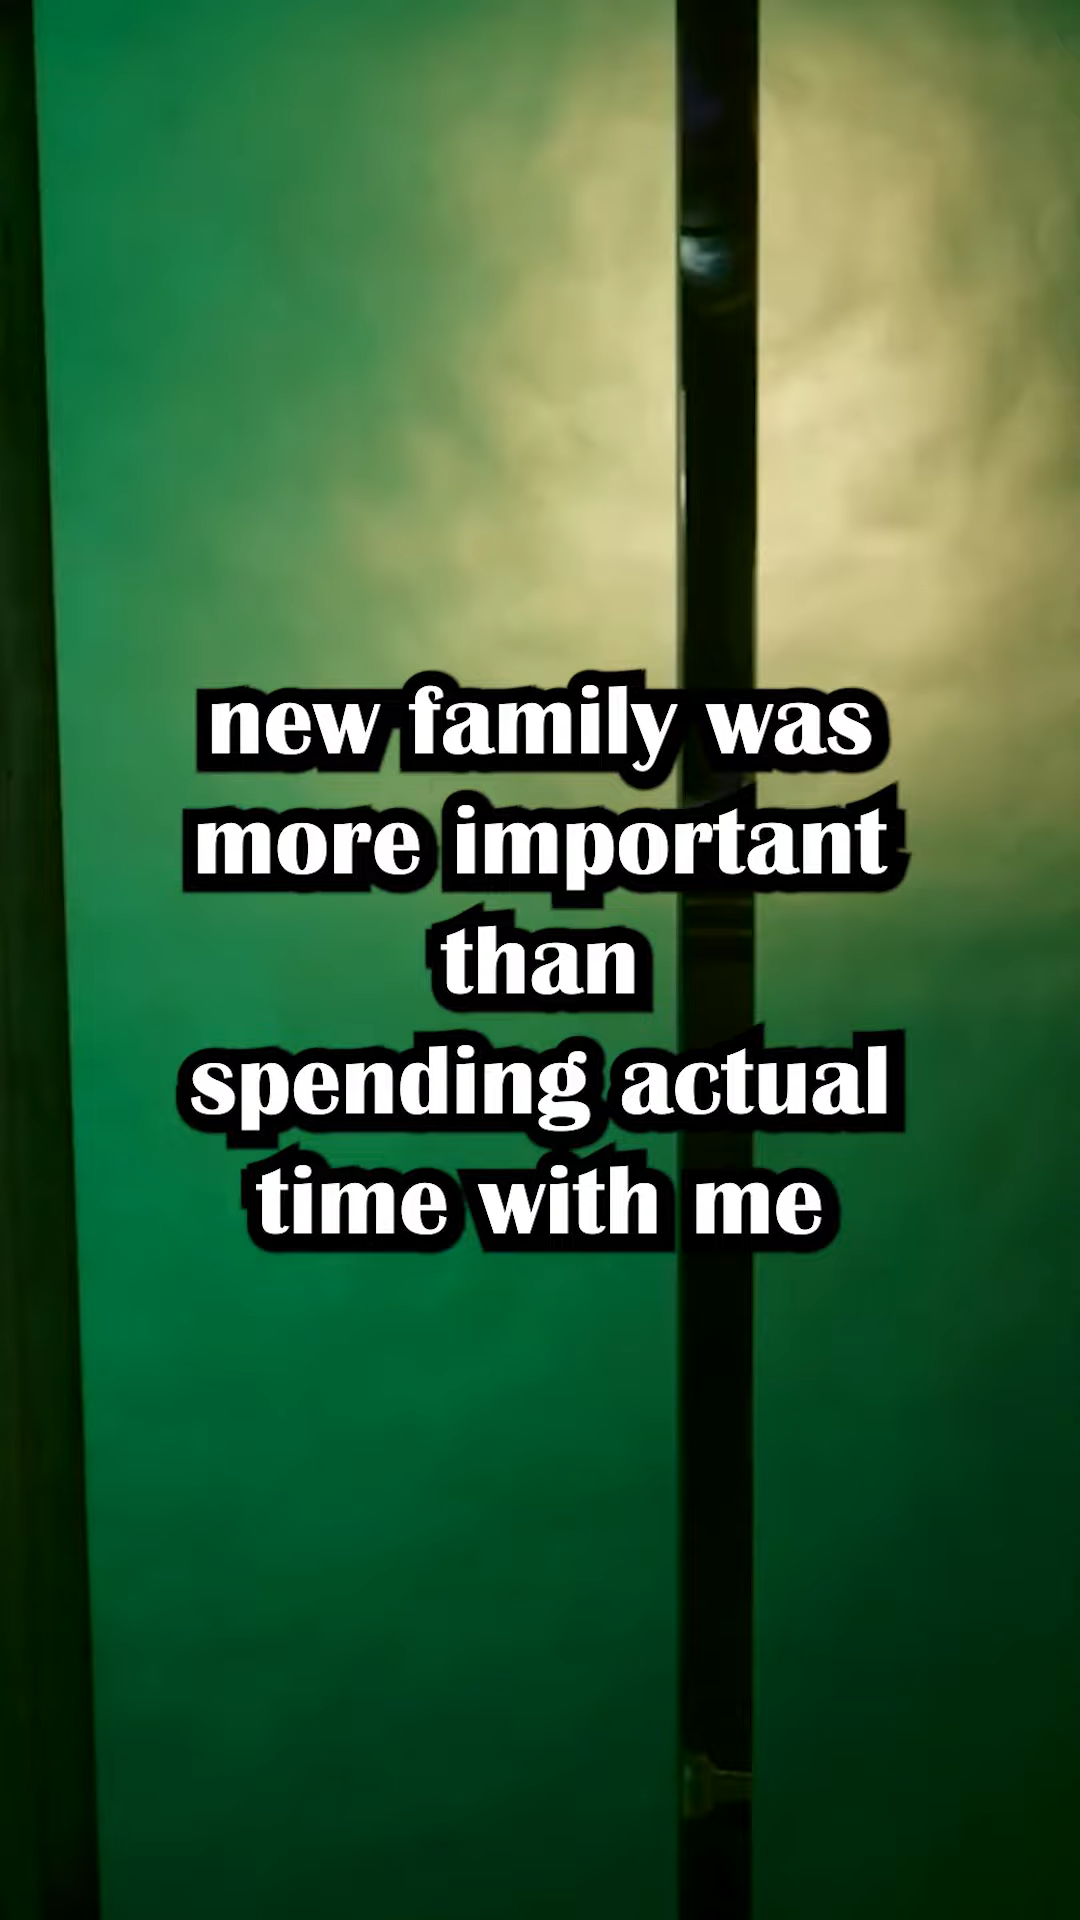 new family was
more important
than
spending actual
time with me